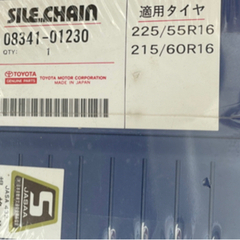 SILE CHAIN
08341-01230
QTY: 1
TOYOTA
GENUINE PARTS
TOYOTA MOTOR CORPORATION
MADE IN JAPAN
適用タイヤ
225/55R16
215/60R16
S
JASAA